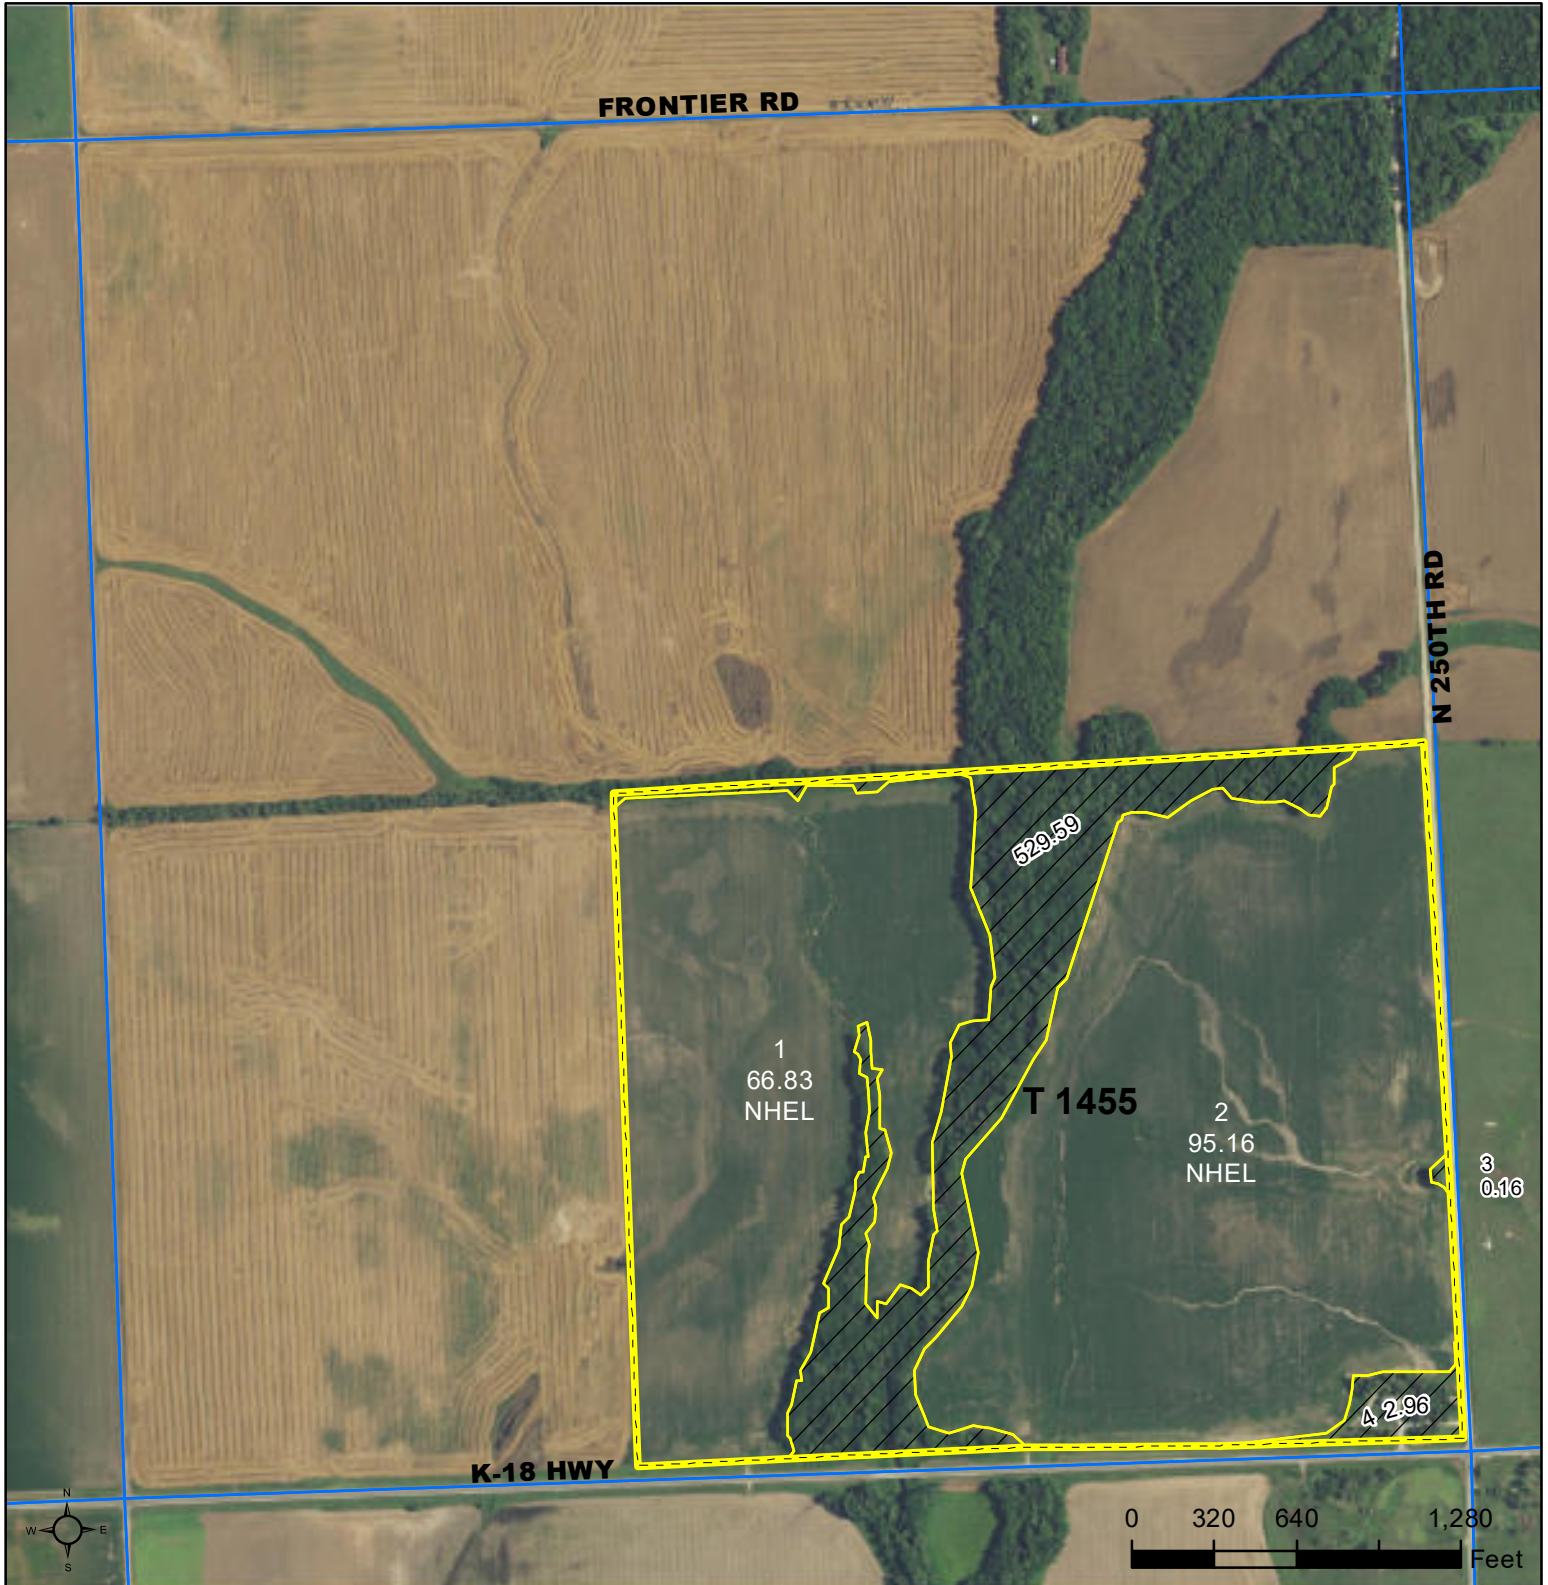 FRONTIER RD
N 250TH RD
529.59
1
66.83
NHEL
T 1455
2
95.16
NHEL
3
0.16
4 2.96
K-18 HWY
N
W E
S
0 320 640 1,280
Feet